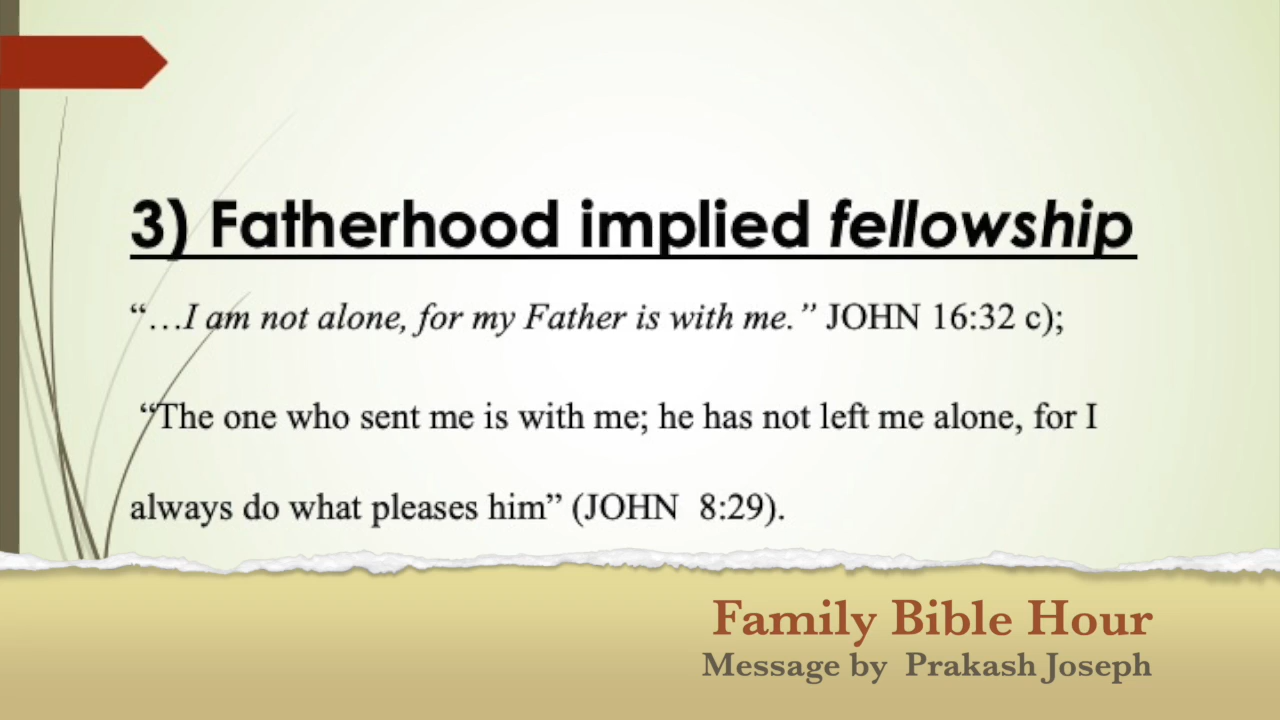 3) Fatherhood implied fellowship
“…I am not alone, for my Father is with me.” JOHN 16:32 c);
“The one who sent me is with me; he has not left me alone, for I
always do what pleases him” (JOHN 8:29).
Family Bible Hour
Message by Prakash Joseph